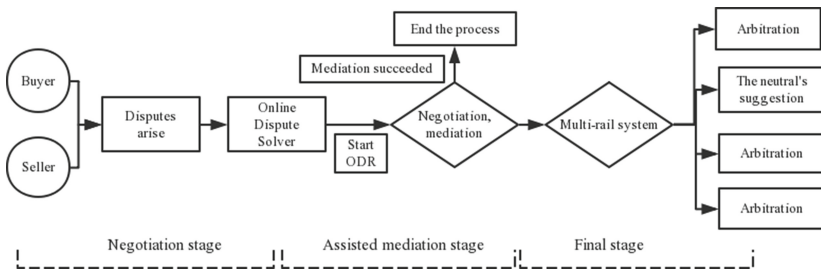 Buyer
Seller
Disputes
arise
Online
Dispute
Solver
Start
ODR
Mediation succeeded
End the process
Negotiation,
mediation
Multi-rail system
Arbitration
The neutral's
suggestion
Arbitration
Arbitration
Negotiation stage
Assisted mediation stage
Final stage